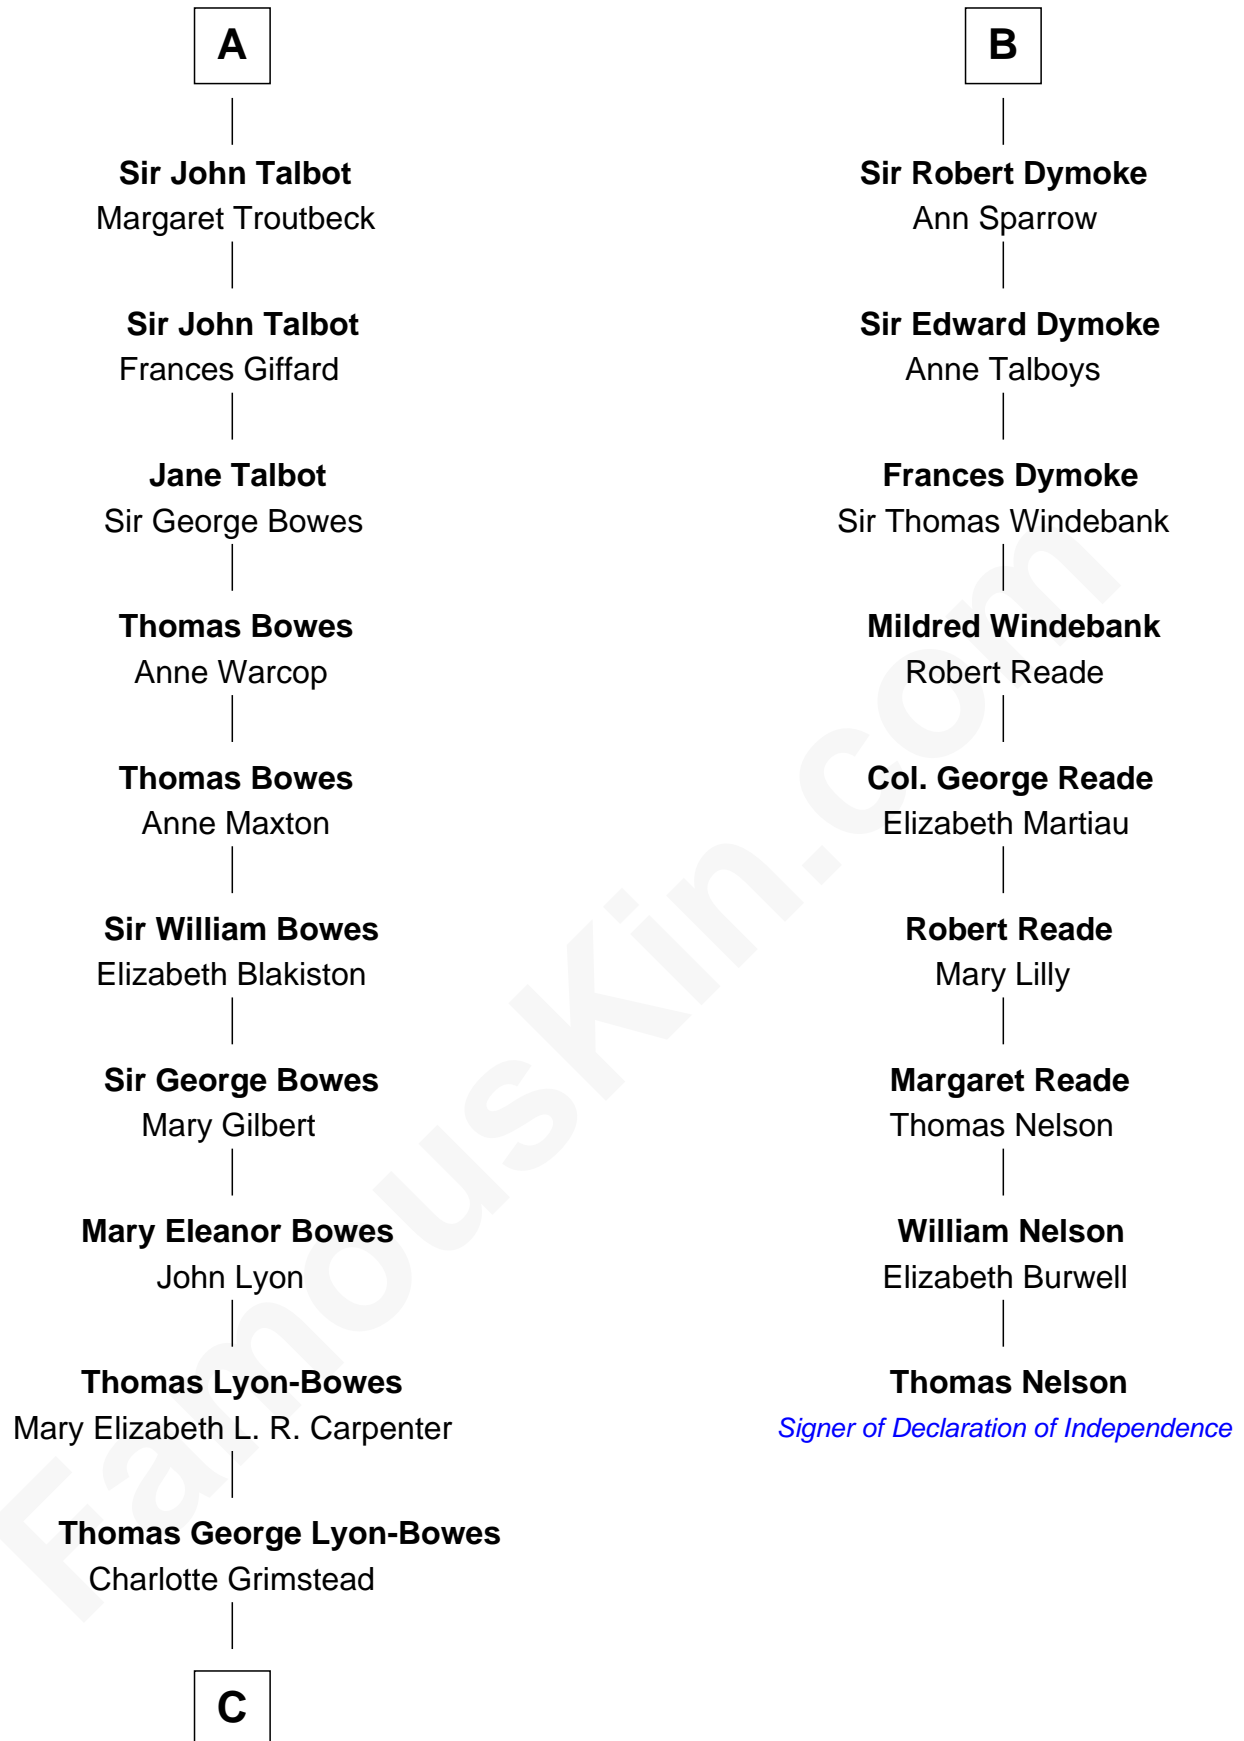 A
Sir John Talbot
Margaret Troutbeck
Sir John Talbot
Frances Giffard
Jane Talbot
Sir George Bowes
Thomas Bowes
Anne Warcop
Thomas Bowes
Anne Maxton
Sir William Bowes
Elizabeth Blakiston
Sir George Bowes
Mary Gilbert
Mary Eleanor Bowes
John Lyon
Thomas Lyon-Bowes
Mary Elizabeth L. R. Carpenter
Thomas George Lyon-Bowes
Charlotte Grimstead
C
B
Sir Robert Dymoke
Ann Sparrow
Sir Edward Dymoke
Anne Talboys
Frances Dymoke
Sir Thomas Windebank
Mildred Windebank
Robert Reade
Col. George Reade
Elizabeth Martiau
Robert Reade
Mary Lilly
Margaret Reade
Thomas Nelson
William Nelson
Elizabeth Burwell
Thomas Nelson
Signer of Declaration of Independence
FamousKin.com